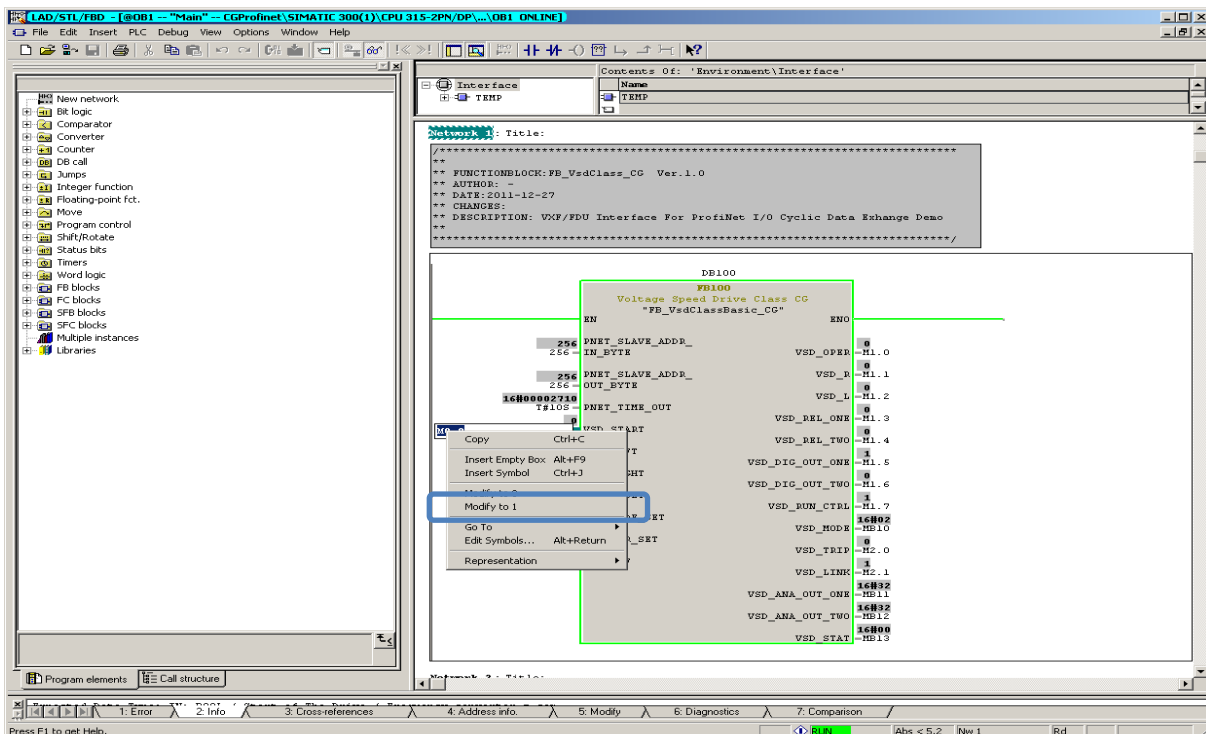 LAD/STL/FBD - [@OB1 -- "Main" -- CGProfinet\SIMATIC 300(1)\CPU 315-2PN/DP\...\OB1 ONLINE]
File Edit Insert PLC Debug View Options Window Help
New network
Bit logic
Comparator
Converter
Counter
DB call
Jumps
Integer function
Floating-point fct.
Move
Program control
Shift/Rotate
Status bits
Timers
Word logic
FB blocks
FC blocks
SFB blocks
SFC blocks
Multiple instances
Libraries
Program elements Call structure
Interface
TEMP
Contents Of: 'Environment\Interface'
Name
TEMP
Network 1: Title:
/*****************************************************************************
**
** FUNCTIONBLOCK:FB_VsdClass_CG Ver.1.0
** AUTHOR: -
** DATE:2011-12-27
** CHANGES:
** DESCRIPTION: VXF/FDU Interface For ProfiNet I/O Cyclic Data Exhange Demo
**
*****************************************************************************/
DB100
FB100
Voltage Speed Drive Class CG
"FB_VsdClassBasic_CG"
EN ENO
256 PNET_SLAVE_ADDR_ 0
256 IN_BYTE VSD_OPER M1.0
0
256 PNET_SLAVE_ADDR_ VSD_R M1.1
256 OUT_BYTE 0
16#00002710 VSD_L M1.2
T#10S PNET_TIME_OUT 0
0 VSD_REL_ONE M1.3
VSD_START 0
VSD_REL_TWO M1.4
1
VSD_DIG_OUT_ONE M1.5
0
VSD_DIG_OUT_TWO M1.6
1
VSD_RUN_CTRL M1.7
16#02
VSD_MODE MB10
0
VSD_TRIP M2.0
1
VSD_LINK M2.1
16#32
VSD_ANA_OUT_ONE MB11
16#32
VSD_ANA_OUT_TWO MB12
16#00
VSD_STAT MB13
Copy Ctrl+C
Insert Empty Box Alt+F9
Insert Symbol Ctrl+J
Modify to 1
Go To
Edit Symbols... Alt+Return
Representation
1: Error 2: Info 3: Cross-references 4: Address info. 5: Modify 6: Diagnostics 7: Comparison
Press F1 to get Help. RUN Abs < 5.2 Nw 1 Rd